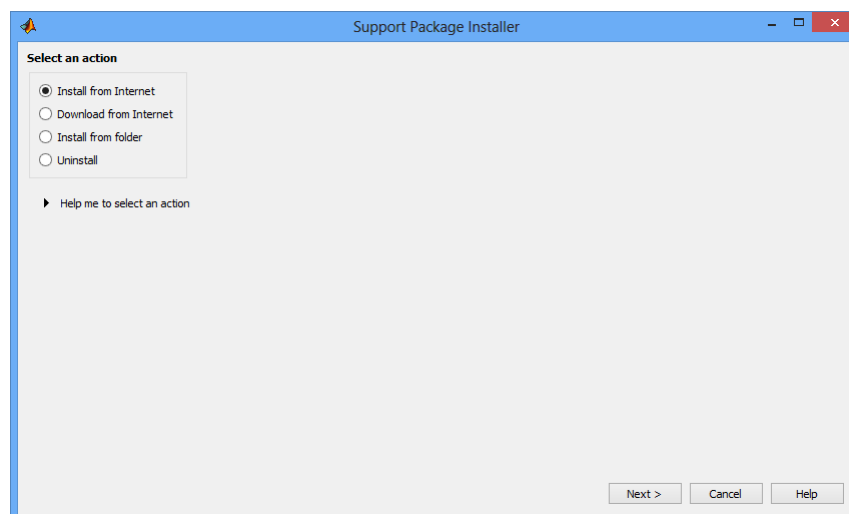 Support Package Installer
Select an action
Install from Internet
Download from Internet
Install from folder
Uninstall
Help me to select an action
Next >
Cancel
Help